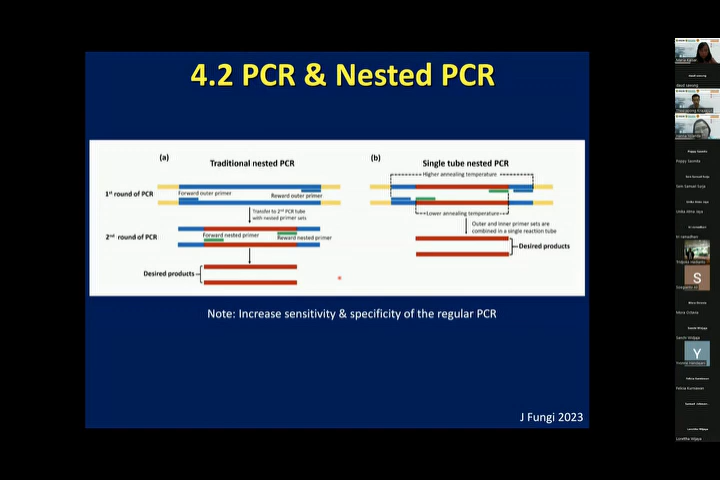 4.2 PCR & Nested PCR
(a)
Traditional nested PCR
1st round of PCR
Forward outer primer
Reward outer primer
Transfer to 2nd PCR tube
with nested primer sets
2nd round of PCR
Forward nested primer
Reward nested primer
Desired products
(b)
Single tube nested PCR
Higher annealing temperature
Lower annealing temperature
Outer and inner primer sets are
combined in a single reaction tube
Desired products
Note: Increase sensitivity & specificity of the regular PCR
J Fungi 2023
S
Y